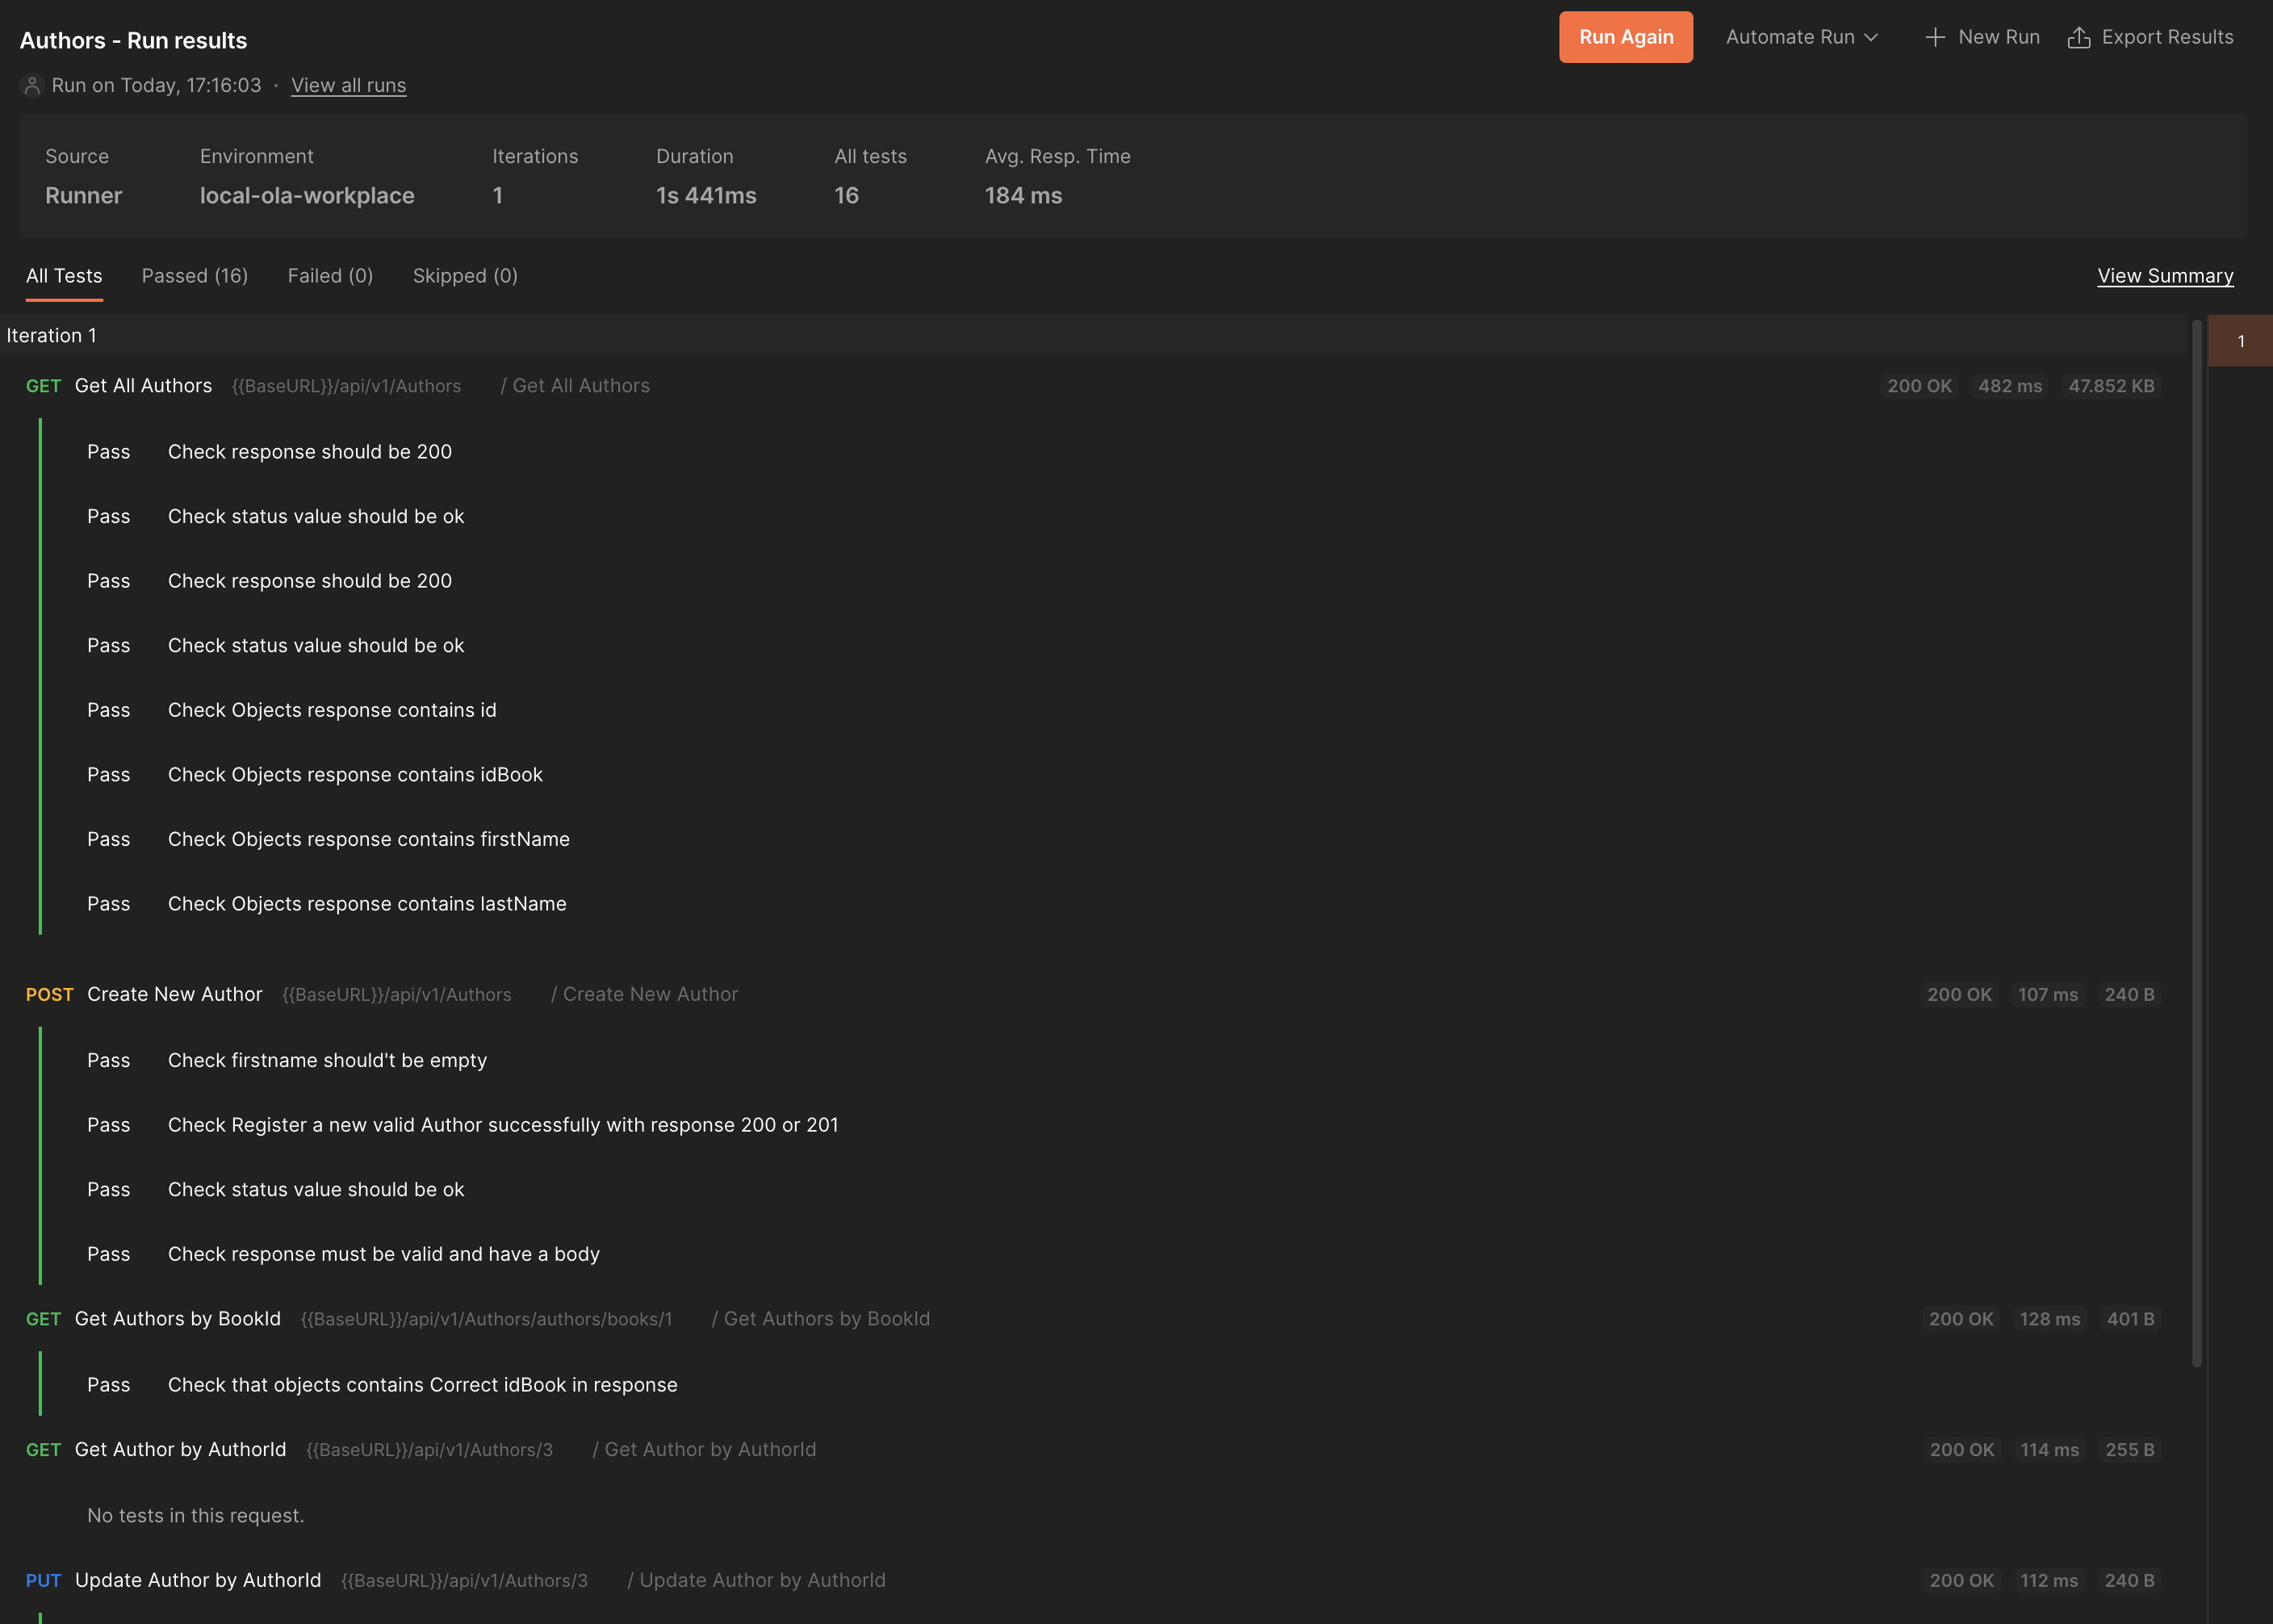 Authors - Run results
Run Again
Automate Run
New Run
Export Results
Run on Today, 17:16:03 · View all runs
Source Environment Iterations Duration All tests Avg. Resp. Time
Runner local-ola-workplace 1 1s 441ms 16 184 ms
All Tests Passed (16) Failed (0) Skipped (0) View Summary
Iteration 1
1
GET Get All Authors {{BaseURL}}/api/v1/Authors / Get All Authors 200 OK 482 ms 47.852 KB
Pass Check response should be 200
Pass Check status value should be ok
Pass Check response should be 200
Pass Check status value should be ok
Pass Check Objects response contains id
Pass Check Objects response contains idBook
Pass Check Objects response contains firstName
Pass Check Objects response contains lastName
POST Create New Author {{BaseURL}}/api/v1/Authors / Create New Author 200 OK 107 ms 240 B
Pass Check firstname should't be empty
Pass Check Register a new valid Author successfully with response 200 or 201
Pass Check status value should be ok
Pass Check response must be valid and have a body
GET Get Authors by BookId {{BaseURL}}/api/v1/Authors/authors/books/1 / Get Authors by BookId 200 OK 128 ms 401 B
Pass Check that objects contains Correct idBook in response
GET Get Author by AuthorId {{BaseURL}}/api/v1/Authors/3 / Get Author by AuthorId 200 OK 114 ms 255 B
No tests in this request.
PUT Update Author by AuthorId {{BaseURL}}/api/v1/Authors/3 / Update Author by AuthorId 200 OK 112 ms 240 B